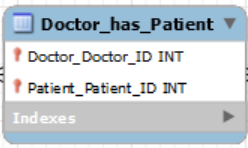 Doctor_has_Patient
Doctor_Doctor_ID INT
Patient_Patient_ID INT
Indexes